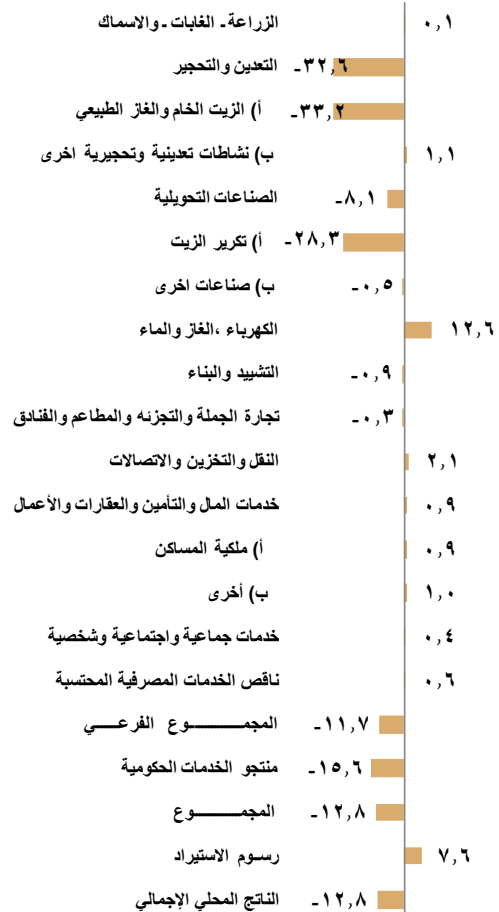 الزراعة ـ الغابات ـ والاسماك ٠,١
التعدين والتحجير ٣٢,٦-
أ) الزيت الخام والغاز الطبيعي ٣٣,٢-
ب) نشاطات تعدينية وتحجيرية اخرى ١,١
الصناعات التحويلية ٨,١-
أ) تكرير الزيت ٢٨,٣-
ب) صناعات اخرى ٠,٥-
الكهرباء ،الغاز والماء ١٢,٦
التشييد والبناء ٠,٩-
تجارة الجملة والتجزئه والمطاعم والفنادق ٠,٣-
النقل والتخزين والاتصالات ٢,١
خدمات المال والتأمين والعقارات والأعمال ٠,٩
أ) ملكية المساكن ٠,٩
ب) أخرى ١,٠
خدمات جماعية واجتماعية وشخصية ٠,٤
ناقص الخدمات المصرفية المحتسبة ٠,٦
المجمـــــــوع الفرعـــــي ١١,٧-
منتجو الخدمات الحكومية ١٥,٦-
المجمـــــــوع ١٢,٨-
رسـوم الاستيراد ٧,٦
الناتج المحلي الإجمالي ١٢,٨-